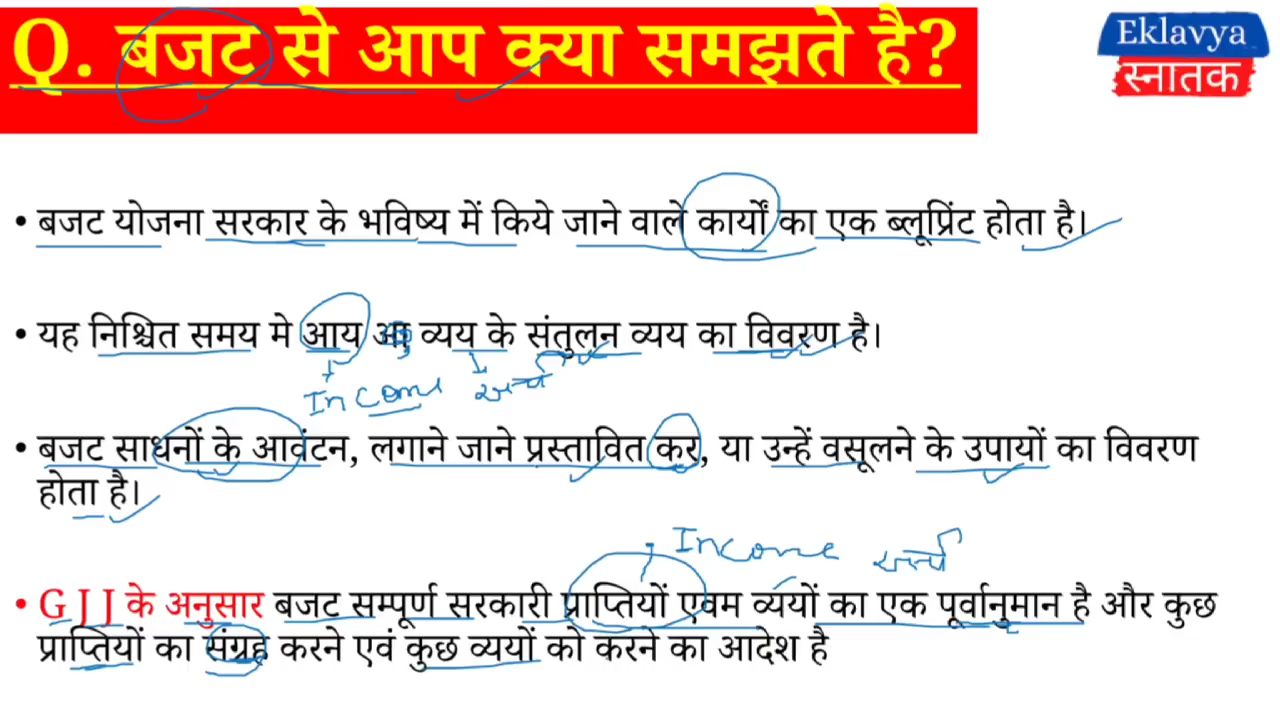 Q. बजट से आप क्या समझते है?
Eklavya
स्नातक
• बजट योजना सरकार के भविष्य में किये जाने वाले कार्यों का एक ब्लूप्रिंट होता है।
• यह निश्चित समय मे आय व्यय के संतुलन व्यय का विवरण है।
Income खर्च
• बजट साधनों के आवंटन, लगाने जाने प्रस्तावित कर, या उन्हें वसूलने के उपायों का विवरण
होता है।
Income खर्च
• G J J के अनुसार बजट सम्पूर्ण सरकारी प्राप्तियों एवम व्ययों का एक पूर्वानुमान है और कुछ
प्राप्तियों का संग्रह करने एवं कुछ व्ययों को करने का आदेश है